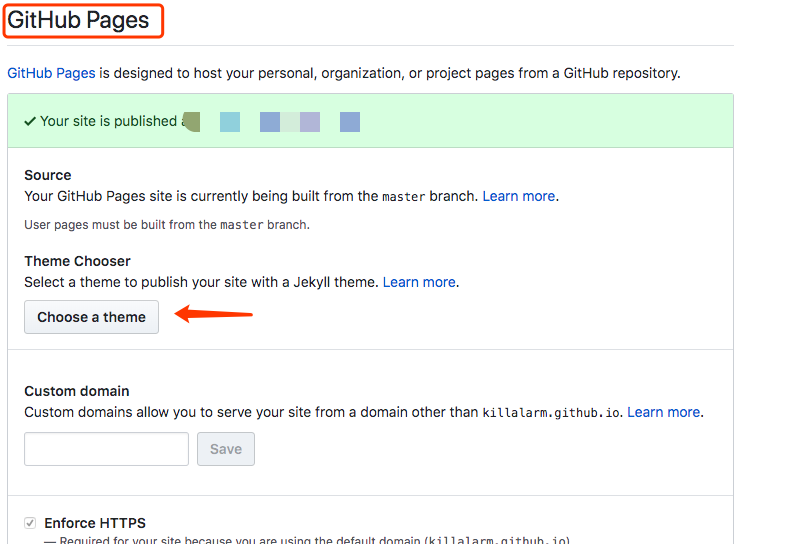 GitHub Pages
GitHub Pages is designed to host your personal, organization, or project pages from a GitHub repository.
Your site is published
Source
Your GitHub Pages site is currently being built from the master branch. Learn more.
User pages must be built from the master branch.
Theme Chooser
Select a theme to publish your site with a Jekyll theme. Learn more.
Choose a theme
Custom domain
Custom domains allow you to serve your site from a domain other than killalarm.github.io. Learn more.
Save
Enforce HTTPS
— Required for your site because you are using the default domain (killalarm.github.io)